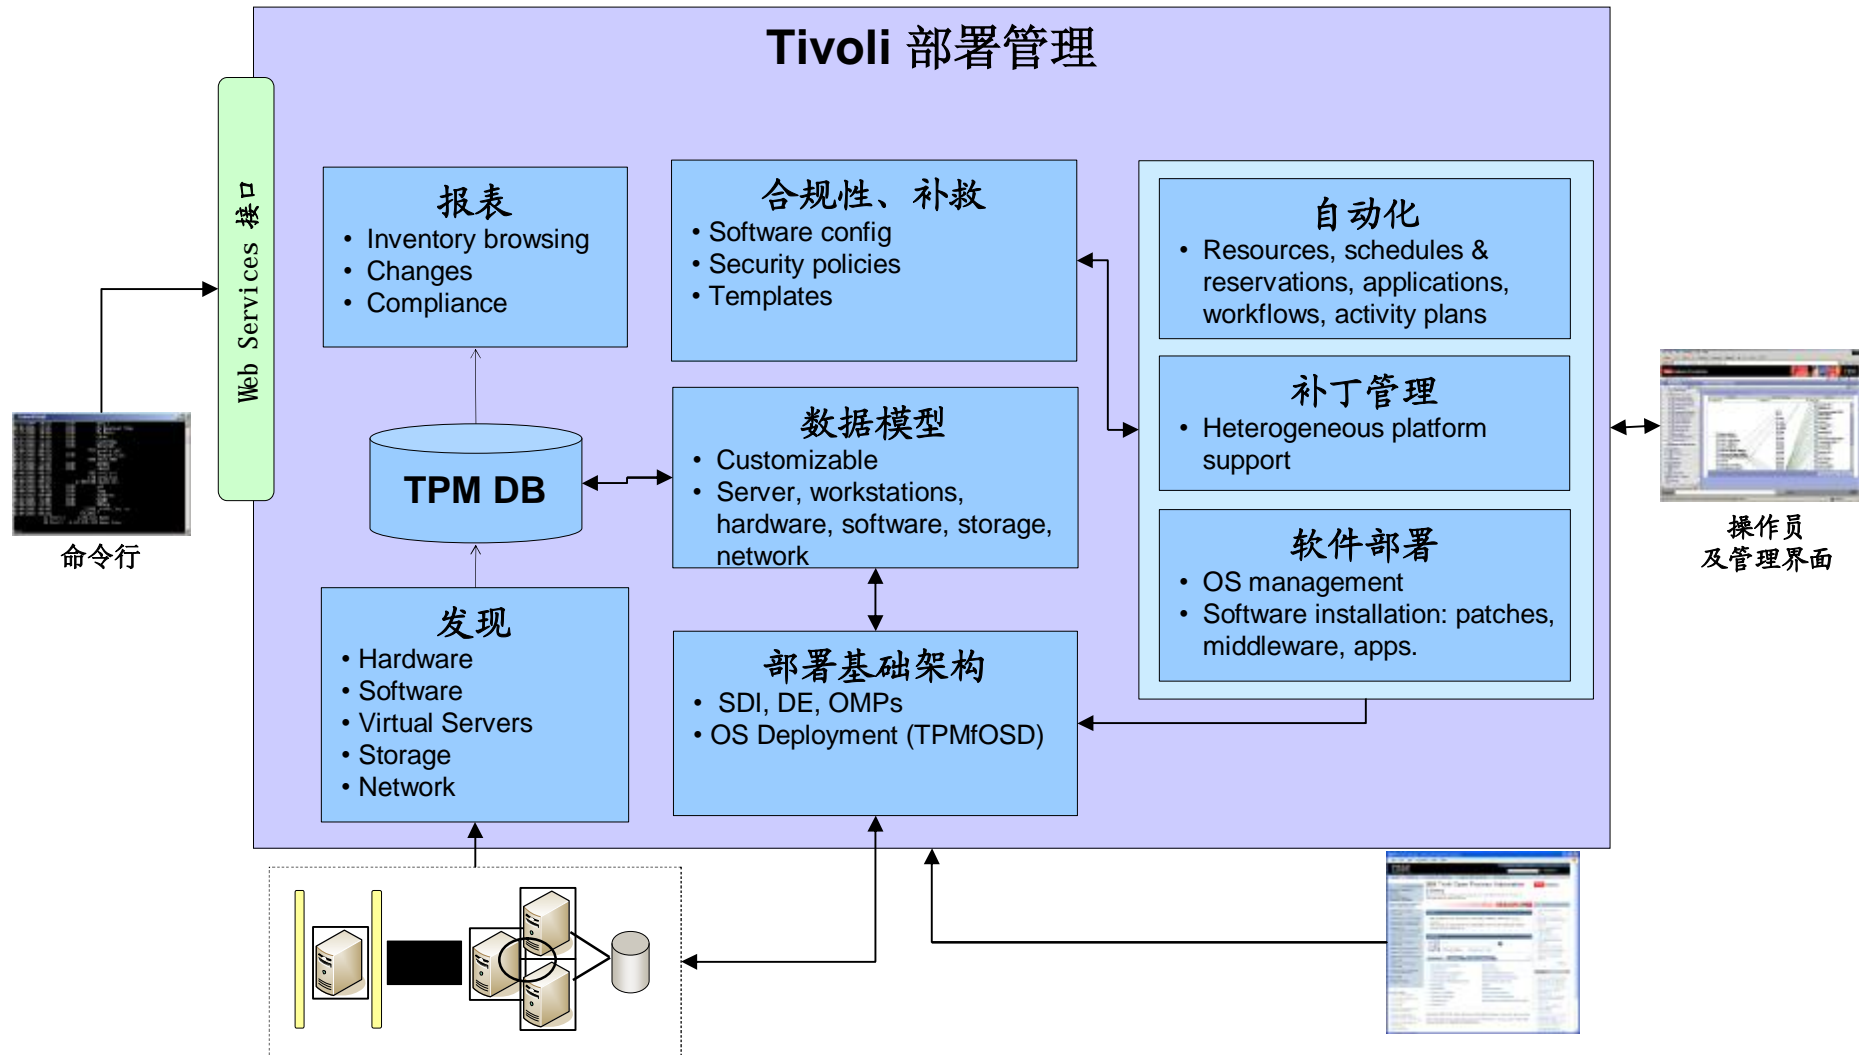 Tivoli 部署管理
Web Services 接口
报表
• Inventory browsing
• Changes
• Compliance
合规性、补救
• Software config
• Security policies
• Templates
自动化
• Resources, schedules &
reservations, applications,
workflows, activity plans
补丁管理
• Heterogeneous platform
support
软件部署
• OS management
• Software installation: patches,
middleware, apps.
TPM DB
数据模型
• Customizable
• Server, workstations,
hardware, software, storage,
network
发现
• Hardware
• Software
• Virtual Servers
• Storage
• Network
部署基础架构
• SDI, DE, OMPs
• OS Deployment (TPMfOSD)
命令行
操作员
及管理界面